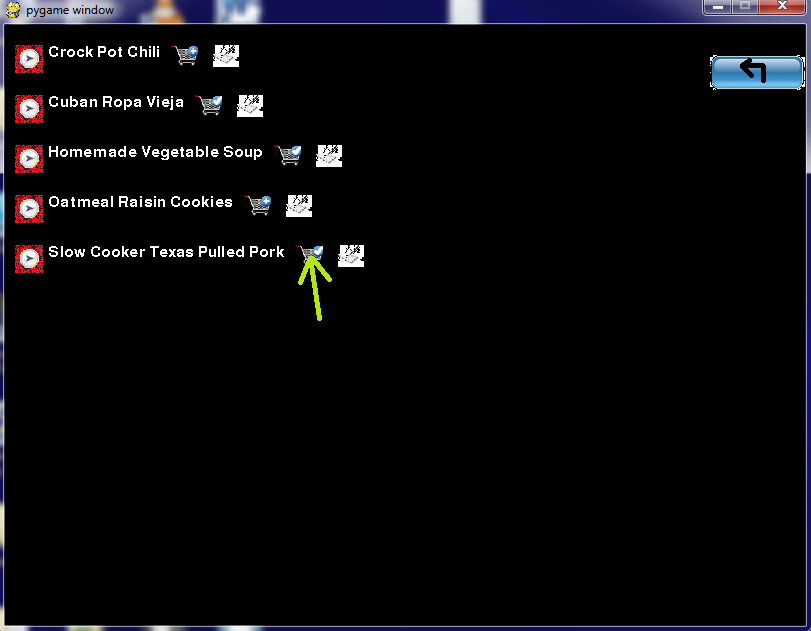 pygame window
Crock Pot Chili
Cuban Ropa Vieja
Homemade Vegetable Soup
Oatmeal Raisin Cookies
Slow Cooker Texas Pulled Pork